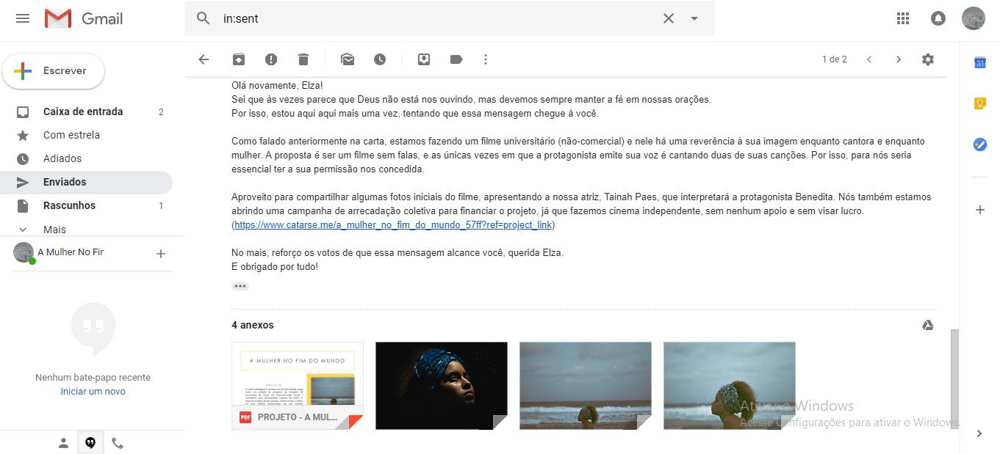 Gmail
in:sent
Escrever
1 de 2
31
Caixa de entrada 2
Com estrela
Adiados
Enviados
Rascunhos 1
Mais
A Mulher No Fir
Nenhum bate-papo recente
Iniciar um novo
Olá novamente, Elza!
Sei que às vezes parece que Deus não está nos ouvindo, mas devemos sempre manter a fé em nossas orações.
Por isso, estou aqui aqui mais uma vez, tentando que essa mensagem chegue à você.
Como falado anteriormente na carta, estamos fazendo um filme universitário (não-comercial) e nele há uma reverência à sua imagem enquanto cantora e enquanto
mulher. A proposta é ser um filme sem falas, e as únicas vezes em que a protagonista emite sua voz é cantando duas de suas canções. Por isso, para nós seria
essencial ter a sua permissão nos concedida.
Aproveito para compartilhar algumas fotos iniciais do filme, apresentando a nossa atriz, Tainah Paes, que interpretará a protagonista Benedita. Nós também estamos
abrindo uma campanha de arrecadação coletiva para financiar o projeto, já que fazemos cinema independente, sem nenhum apoio e sem visar lucro.
(https://www.catarse.me/a_mulher_no_fim_do_mundo_57ff?ref=project_link)
No mais, reforço os votos de que essa mensagem alcance você, querida Elza.
E obrigado por tudo!
4 anexos
A MULHER NO FIM DO MUNDO
PROJETO
PDF PROJETO - A MUL...
Ativar o Windows
Acesse Configurações para ativar o Windows.